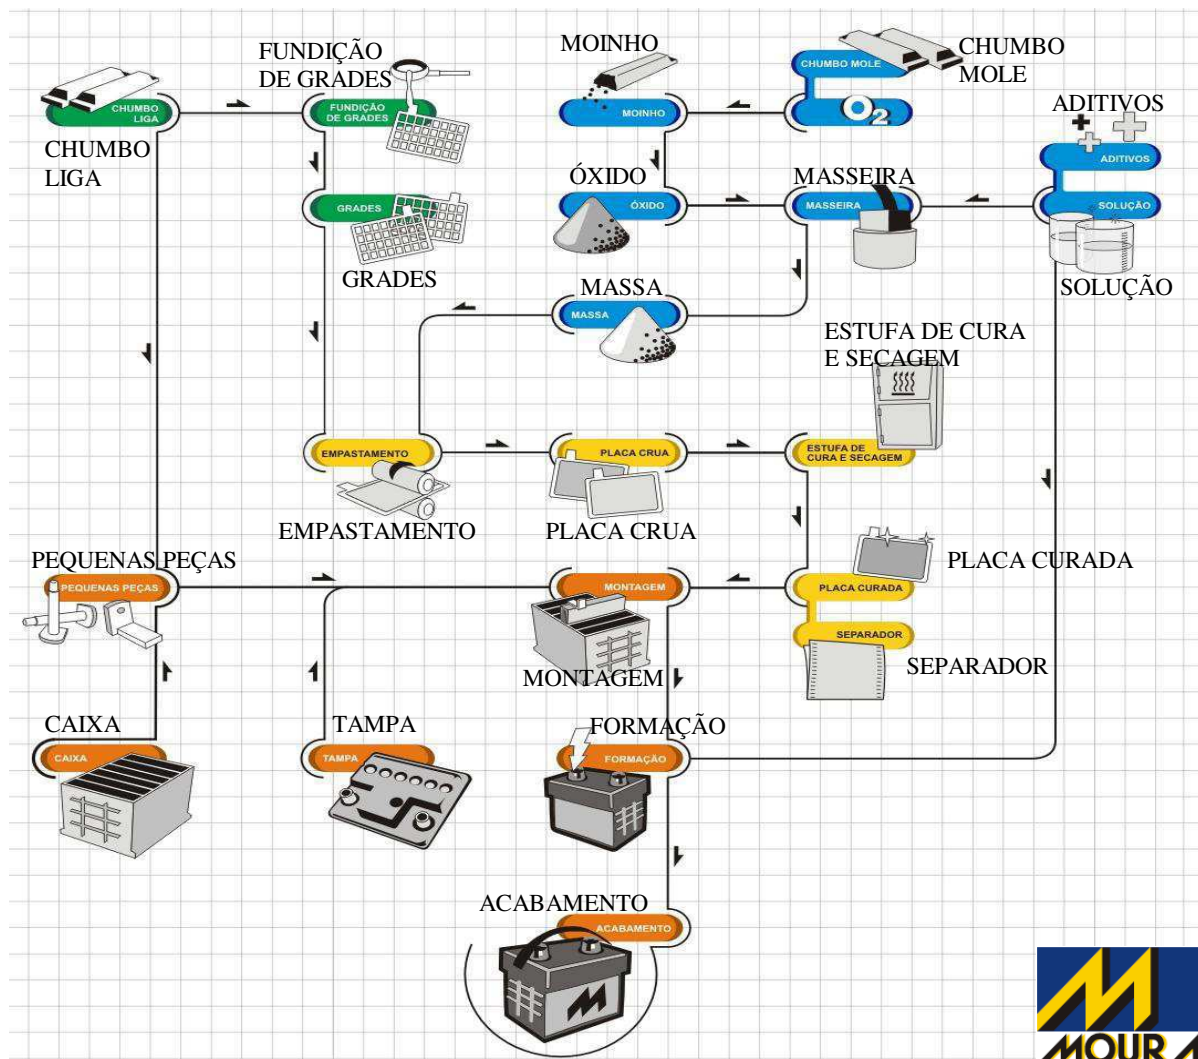 FUNDIÇÃO
DE GRADES
MOINHO
CHUMBO
MOLE
CHUMBO MOLE
ADITIVOS
CHUMBO
LIGA
FUNDIÇÃO
DE GRADES
MOINHO
O2
CHUMBO
LIGA
ADITIVOS
ÓXIDO
MASSEIRA
GRADES
ÓXIDO
MASSEIRA
SOLUÇÃO
GRADES
MASSA
SOLUÇÃO
MASSA
ESTUFA DE CURA
E SECAGEM
EMPASTAMENTO
PLACA CRUA
ESTUFA DE
CURA E SECAGEM
EMPASTAMENTO
PLACA CRUA
PEQUENAS PEÇAS
PLACA CURADA
PEQUENAS PEÇAS
MONTAGEM
PLACA CURADA
SEPARADOR
MONTAGEM
SEPARADOR
CAIXA
TAMPA
FORMAÇÃO
CAIXA
TAMPA
FORMAÇÃO
ACABAMENTO
ACABAMENTO
MOURA